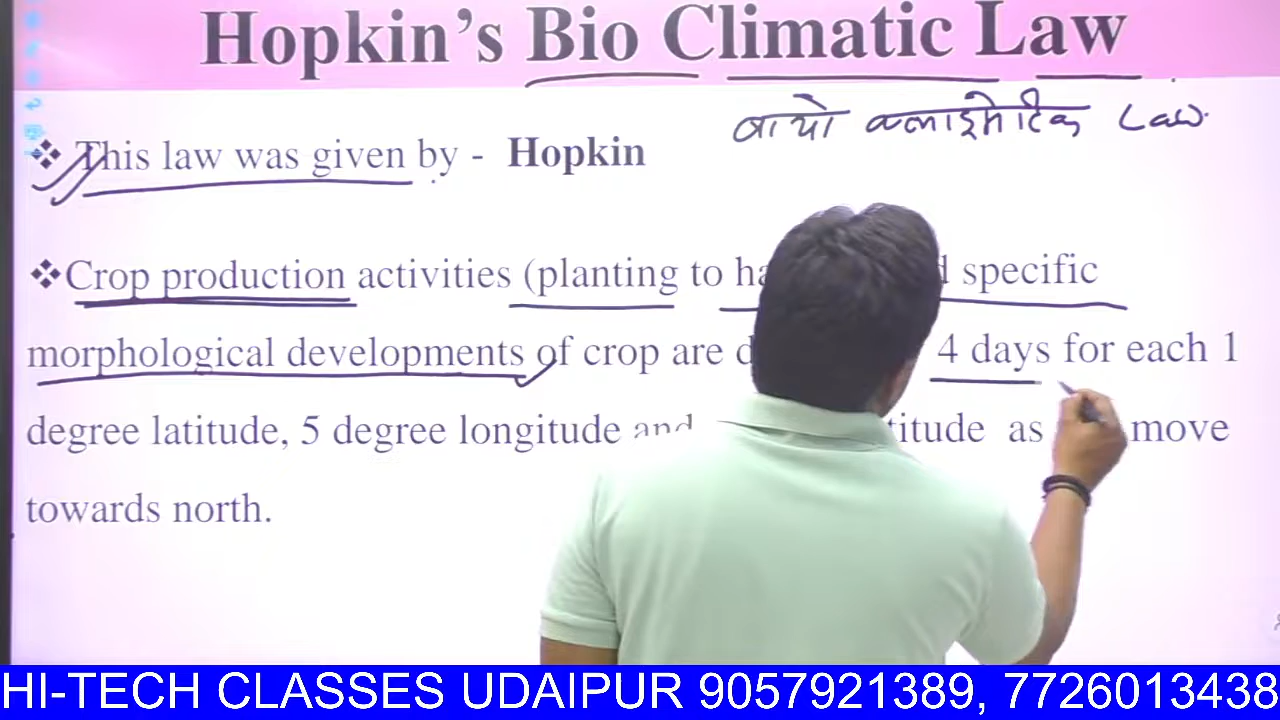 Hopkin's Bio Climatic Law
बायो क्लाइमेटिक Law
This law was given by - Hopkin
Crop production activities (planting to specific
morphological developments of crop are 4 days for each 1
degree latitude, 5 degree longitude and as move
towards north.
HI-TECH CLASSES UDAIPUR 9057921389, 7726013438